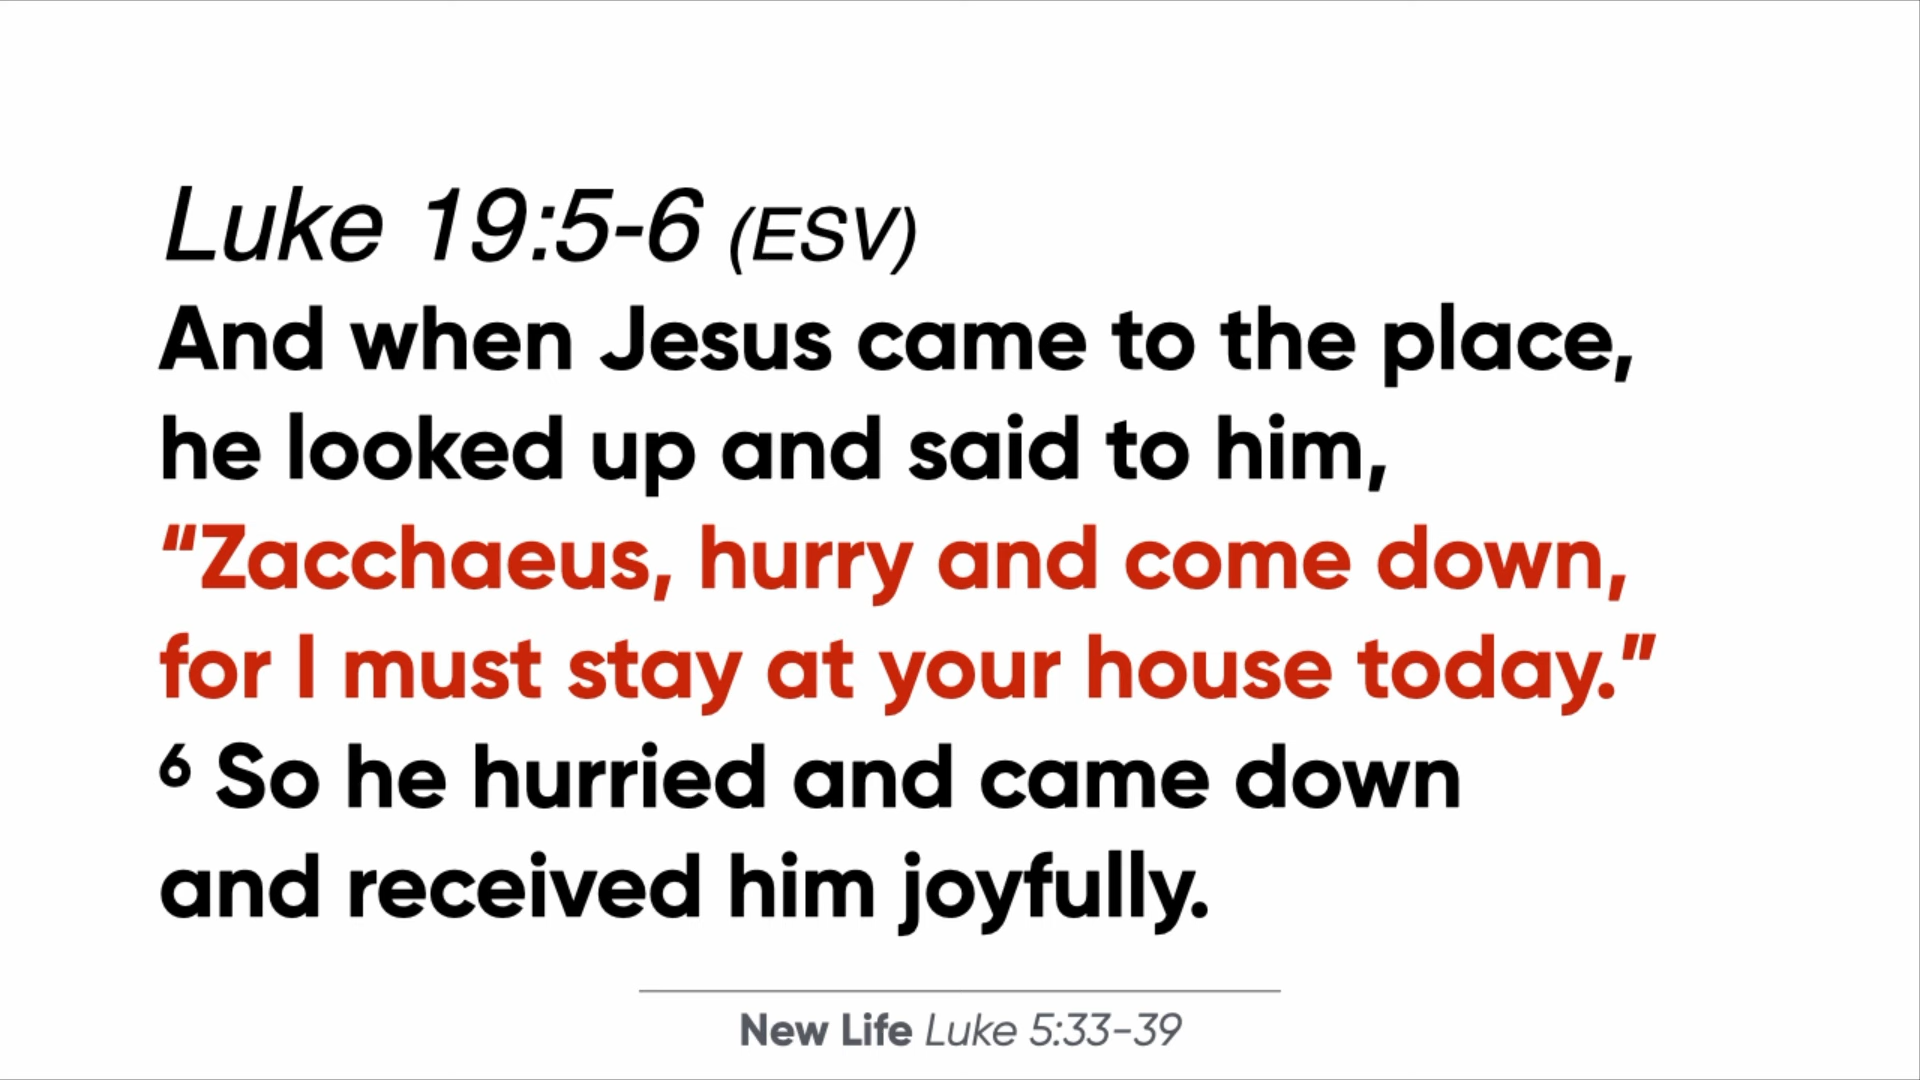 Luke 19:5-6 (ESV)
And when Jesus came to the place,
he looked up and said to him,
“Zacchaeus, hurry and come down,
for I must stay at your house today.”
⁶ So he hurried and came down
and received him joyfully.
New Life Luke 5:33-39